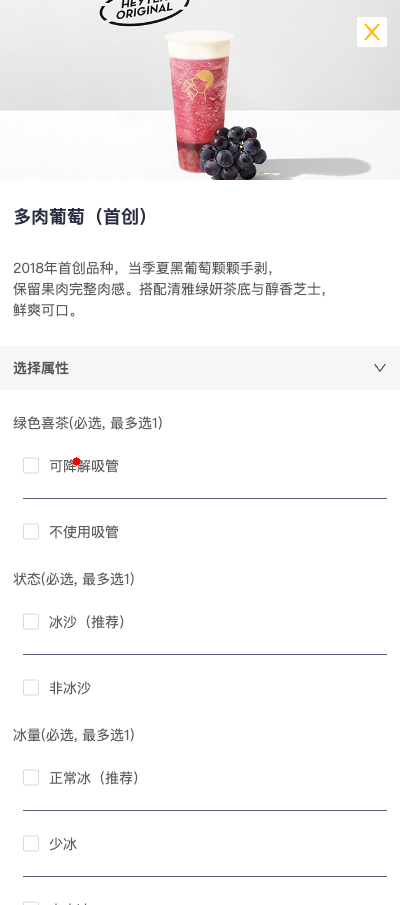 HEYTEA
ORIGINAL
多肉葡萄（首创）
2018年首创品种，当季夏黑葡萄颗颗手剥，
保留果肉完整肉感。搭配清雅绿妍茶底与醇香芝士，
鲜爽可口。
选择属性
绿色喜茶(必选, 最多选1)
可降解吸管
不使用吸管
状态(必选, 最多选1)
冰沙（推荐）
非冰沙
冰量(必选, 最多选1)
正常冰（推荐）
少冰